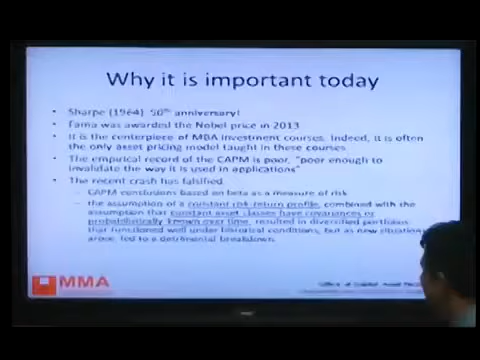 Why it is important today
• Sharpe (1964) 50th anniversary!
• Fama was awarded the Nobel price in 2013
• It is the centerpiece of MBA investment courses. Indeed, it is often
the only asset pricing model taught in these courses
• The empirical record of the CAPM is poor, "poor enough to
invalidate the way it is used in applications"
• The recent crash has falsified
– CAPM conclusions based on beta as a measure of risk
– the assumption of a constant risk-return profile, combined with the
assumption that constant asset classes have covariances or
probabilistically known over time, resulted in diversified portfolios
that functioned well under historical conditions, but as new situations
arose, led to a detrimental breakdown.
MMA
of Capital Asset